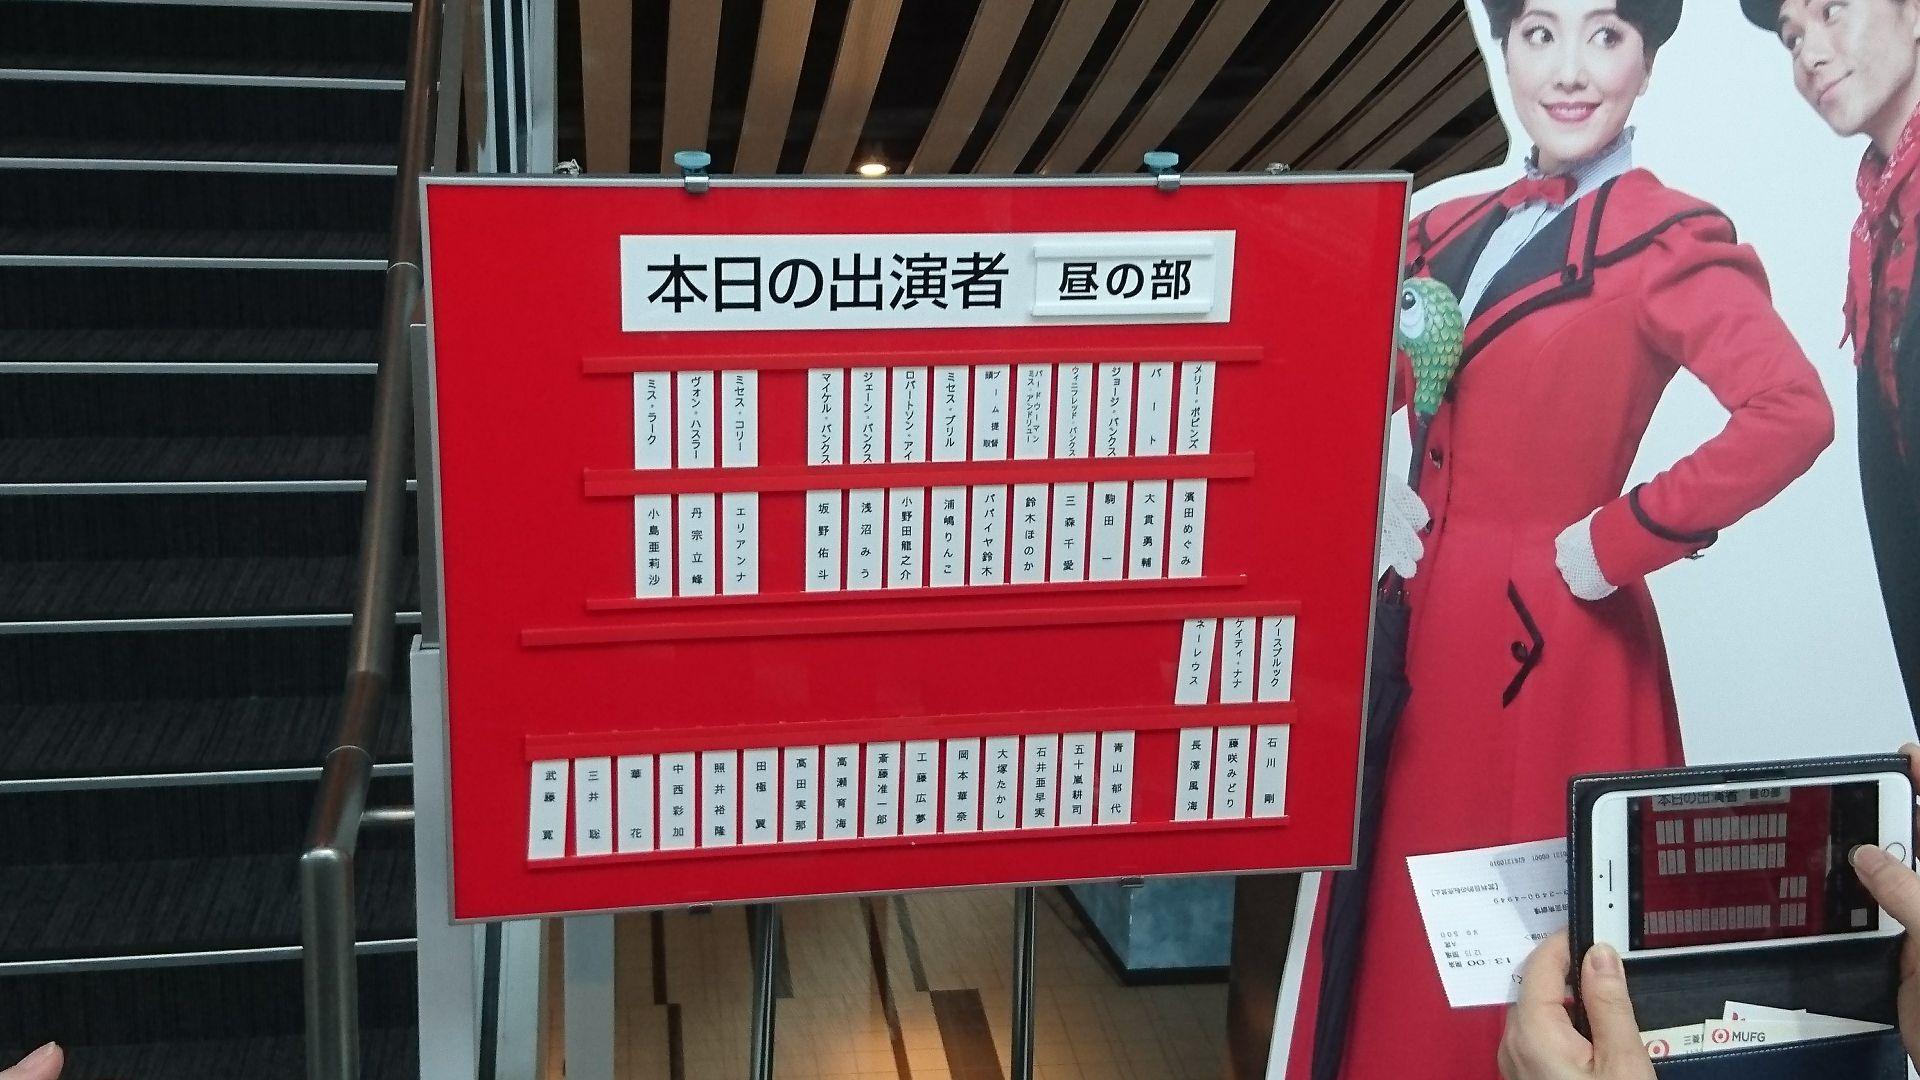 本日の出演者 昼の部
メリー・ポピンズ
バート
ジョージ・バンクス
ウィニフレッド・バンクス
バードウーマン
ミス・アンドリュー
ブーム提督
頭取
ミセス・ブリル
ロバートソン・アイ
ジェーン・バンクス
マイケル・バンクス
ミセス・コリー
ヴォン・ハスラー
ミス・ラーク
濱田めぐみ
大貫勇輔
駒田一
三森千愛
鈴木ほのか
パパイヤ鈴木
浦嶋りんこ
小野田龍之介
浅沼みう
坂野佑斗
エリアンナ
丹宗立峰
小島亜莉沙
ノースブルック
ケイティ・ナナ
ネーレウス
石川剛
藤咲みどり
長澤風海
青山郁代
五十嵐耕司
石井亜早実
大塚たかし
岡本華奈
工藤広夢
斎藤准一郎
高瀬育海
髙田実那
田極翼
照井裕隆
中西彩加
華花
三井聡
武藤寛
13:00
MUFG